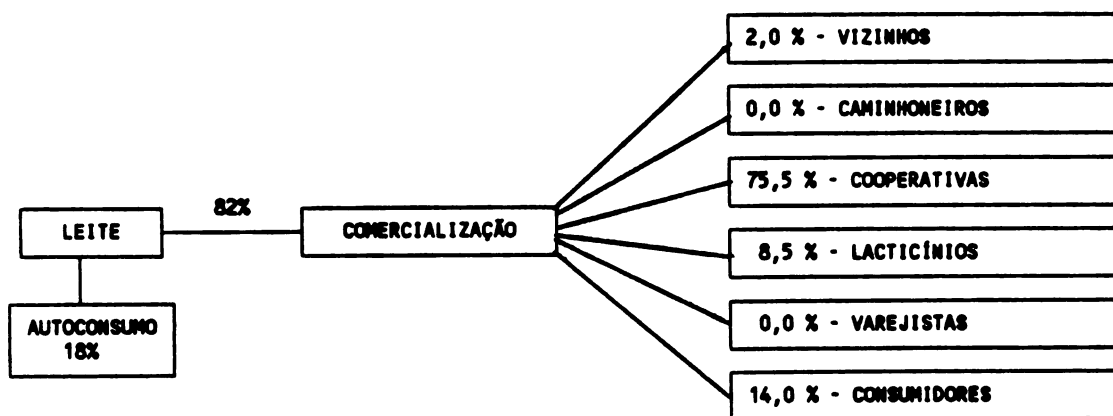 2,0 % - VIZINHOS
0,0 % - CAMINHONEIROS
75,5 % - COOPERATIVAS
82%
LEITE
COMERCIALIZAÇÃO
8,5 % - LACTICÍNIOS
AUTOCONSUMO
18%
0,0 % - VAREJISTAS
14,0 % - CONSUMIDORES